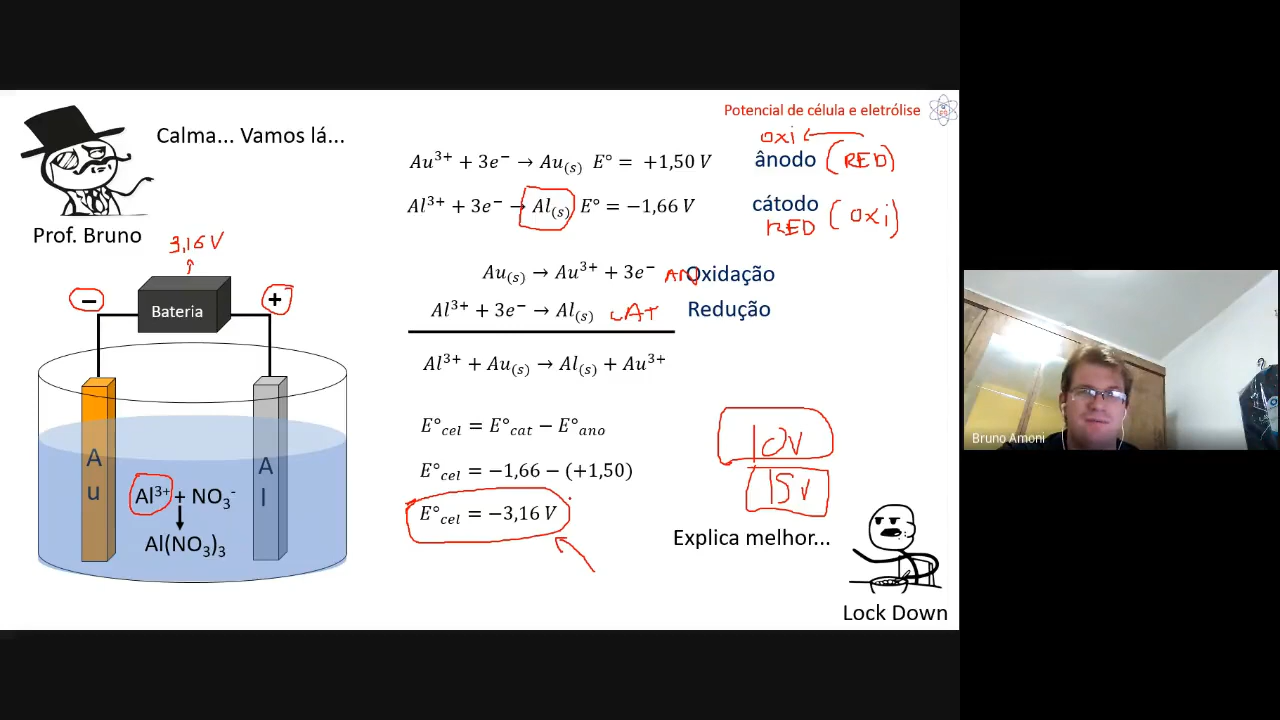 Potencial de célula e eletrólise
Calma... Vamos lá...
Prof. Bruno
oxi
Au³⁺ + 3e⁻ → Au₍ₛ₎ E° = +1,50 V ânodo (RED)
Al³⁺ + 3e⁻ → Al₍ₛ₎ E° = −1,66 V cátodo (oxi)
RED
Au₍ₛ₎ → Au³⁺ + 3e⁻ AN Oxidação
Al³⁺ + 3e⁻ → Al₍ₛ₎ CAT Redução
Al³⁺ + Au₍ₛ₎ → Al₍ₛ₎ + Au³⁺
E°cel = E°cat − E°ano
E°cel = −1,66 − (+1,50)
E°cel = −3,16 V
3,16 V
− Bateria +
Au
Al
Al³⁺ + NO₃⁻
Al(NO₃)₃
10V
15V
Explica melhor...
Lock Down
Bruno Amoni